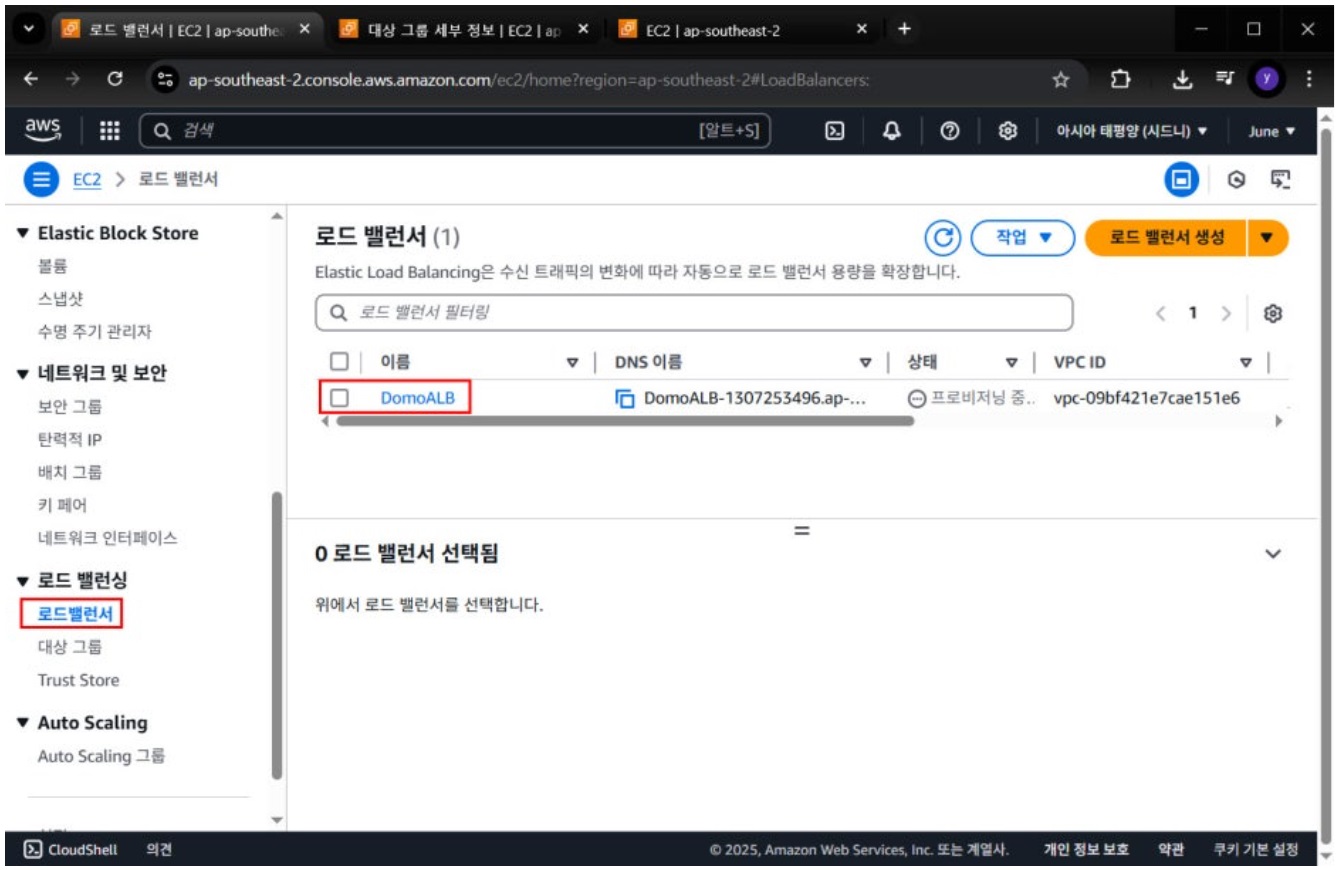 로드 밸런서 | EC2 | ap-southe
대상 그룹 세부 정보 | EC2 | ap
EC2 | ap-southeast-2
ap-southeast-2.console.aws.amazon.com/ec2/home?region=ap-southeast-2#LoadBalancers:
y
aws
검색
[알트+S]
아시아 태평양 (시드니)
June
EC2 > 로드 밸런서
Elastic Block Store
볼륨
스냅샷
수명 주기 관리자
네트워크 및 보안
보안 그룹
탄력적 IP
배치 그룹
키 페어
네트워크 인터페이스
로드 밸런싱
로드밸런서
대상 그룹
Trust Store
Auto Scaling
Auto Scaling 그룹
로드 밸런서 (1)
작업
로드 밸런서 생성
Elastic Load Balancing은 수신 트래픽의 변화에 따라 자동으로 로드 밸런서 용량을 확장합니다.
로드 밸런서 필터링
1
이름 DNS 이름 상태 VPC ID
DomoALB DomoALB-1307253496.ap-... 프로비저닝 중.. vpc-09bf421e7cae151e6
0 로드 밸런서 선택됨
위에서 로드 밸런서를 선택합니다.
CloudShell 의견 © 2025, Amazon Web Services, Inc. 또는 계열사. 개인 정보 보호 약관 쿠키 기본 설정